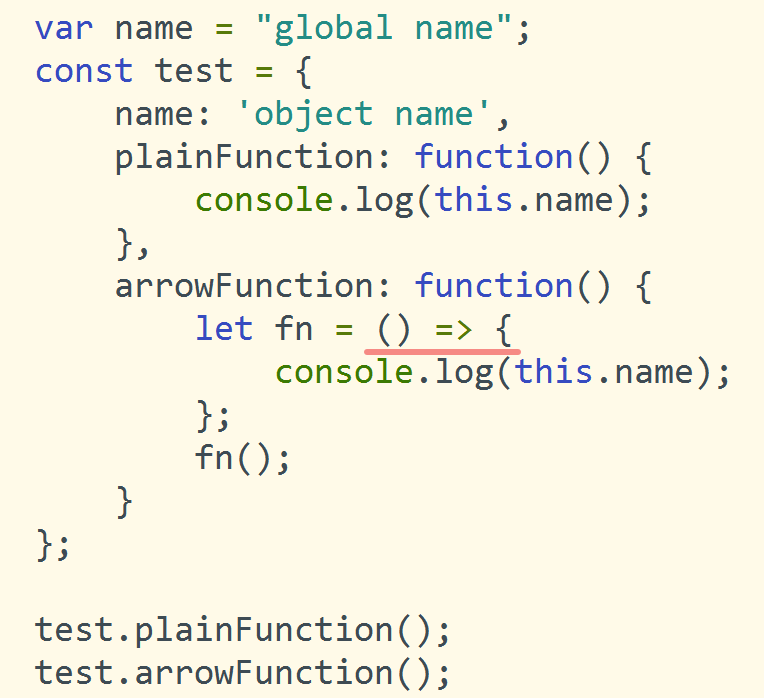 var name = "global name";
const test = {
    name: 'object name',
    plainFunction: function() {
        console.log(this.name);
    },
    arrowFunction: function() {
        let fn = () => {
            console.log(this.name);
        };
        fn();
    }
};

test.plainFunction();
test.arrowFunction();